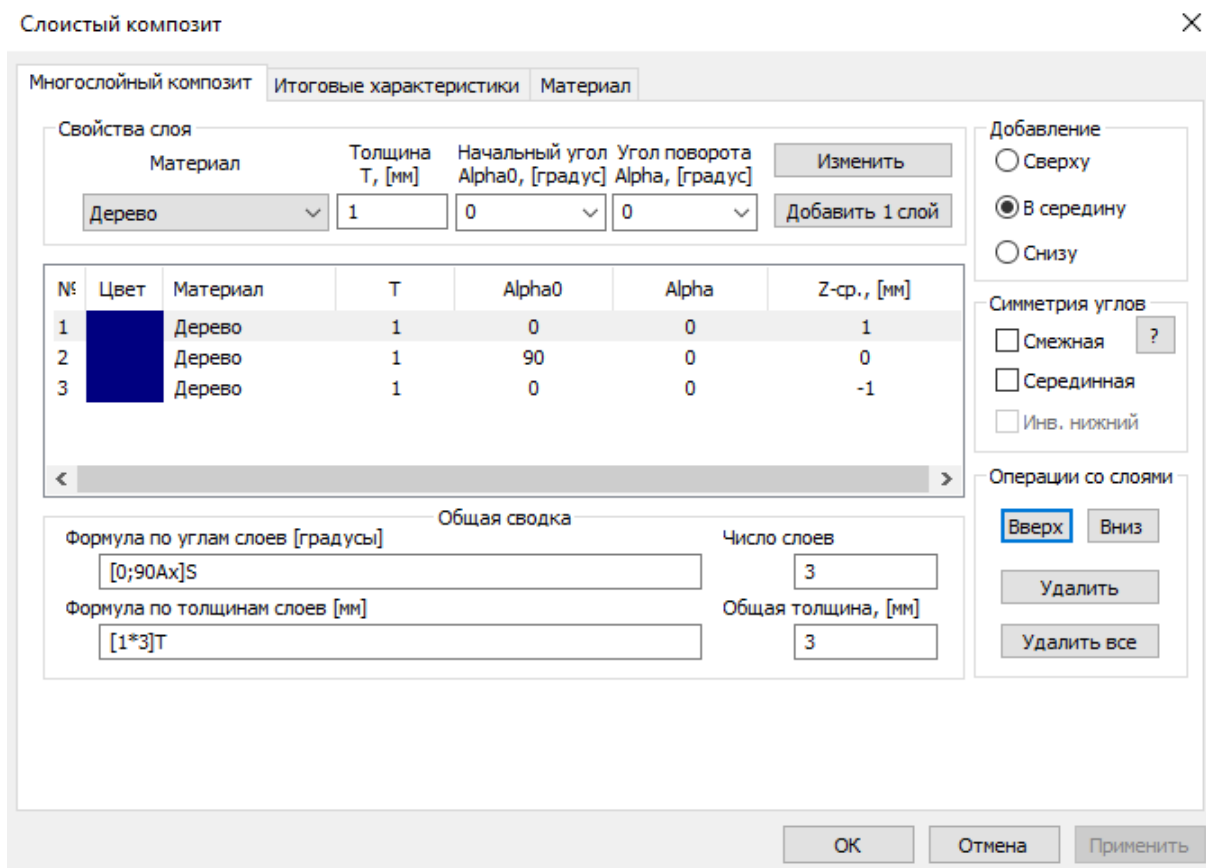 Слоистый композит
Многослойный композит Итоговые характеристики Материал
Свойства слоя
Материал
Толщина T, [мм]
Начальный угол Alpha0, [градус]
Угол поворота Alpha, [градус]
Изменить
Дерево 1 0 0 Добавить 1 слой
Добавление
Сверху
В середину
Снизу
№ Цвет Материал T Alpha0 Alpha Z-ср., [мм]
1 Дерево 1 0 0 1
2 Дерево 1 90 0 0
3 Дерево 1 0 0 -1
Симметрия углов
Смежная ?
Серединная
Инв. нижний
Общая сводка
Формула по углам слоев [градусы] Число слоев
[0;90Ax]S 3
Формула по толщинам слоев [мм] Общая толщина, [мм]
[1*3]T 3
Операции со слоями
Вверх Вниз
Удалить
Удалить все
OK Отмена Применить